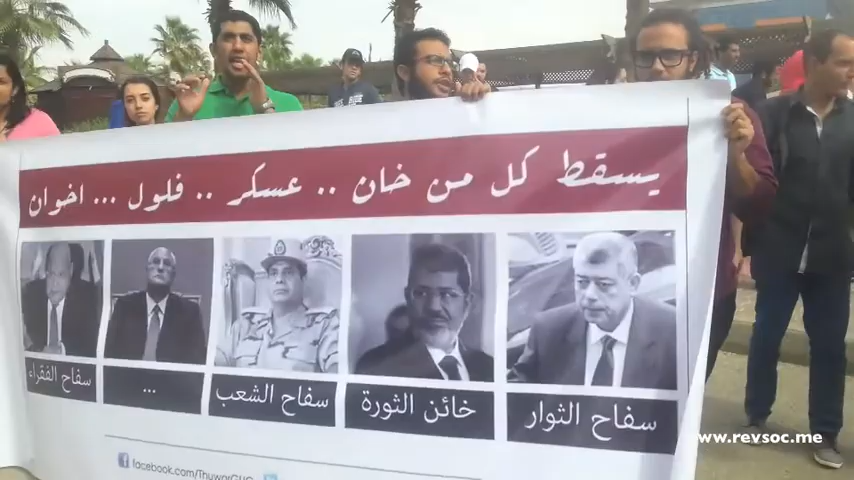 يسقط كل من خان .. عسكر .. فلول ... اخوان
سفاح الثوار
خائن الثورة
سفاح الشعب
...
سفاح الفقراء
www.revsoc.me
facebook.com/ThuwarGUC